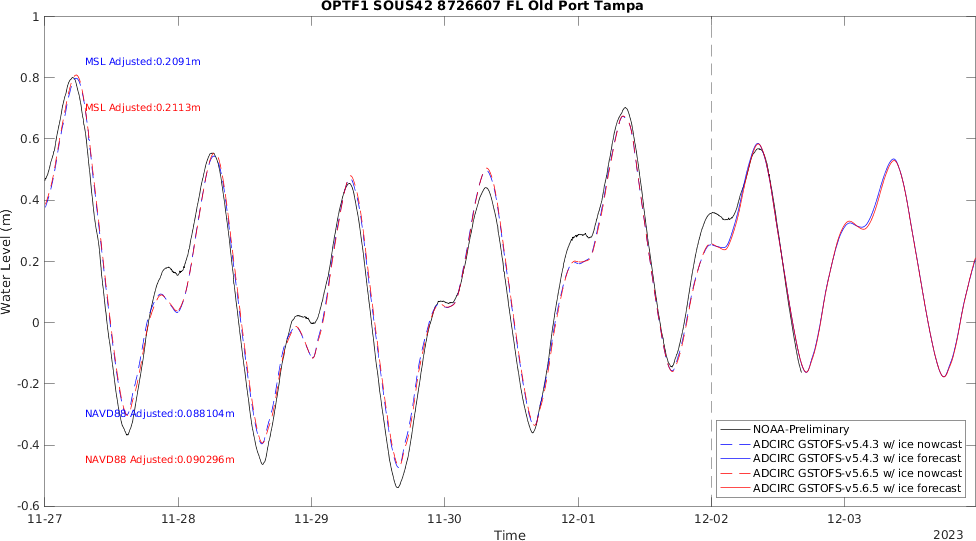 OPTF1 SOUS42 8726607 FL Old Port Tampa
1
0.8
0.6
0.4
0.2
0
-0.2
-0.4
-0.6
Water Level (m)
MSL Adjusted:0.2091m
MSL Adjusted:0.2113m
NAVD88 Adjusted:0.088104m
NAVD88 Adjusted:0.090296m
NOAA-Preliminary
ADCIRC GSTOFS-v5.4.3 w/ ice nowcast
ADCIRC GSTOFS-v5.4.3 w/ ice forecast
ADCIRC GSTOFS-v5.6.5 w/ ice nowcast
ADCIRC GSTOFS-v5.6.5 w/ ice forecast
11-27 11-28 11-29 11-30 12-01 12-02 12-03
Time
2023